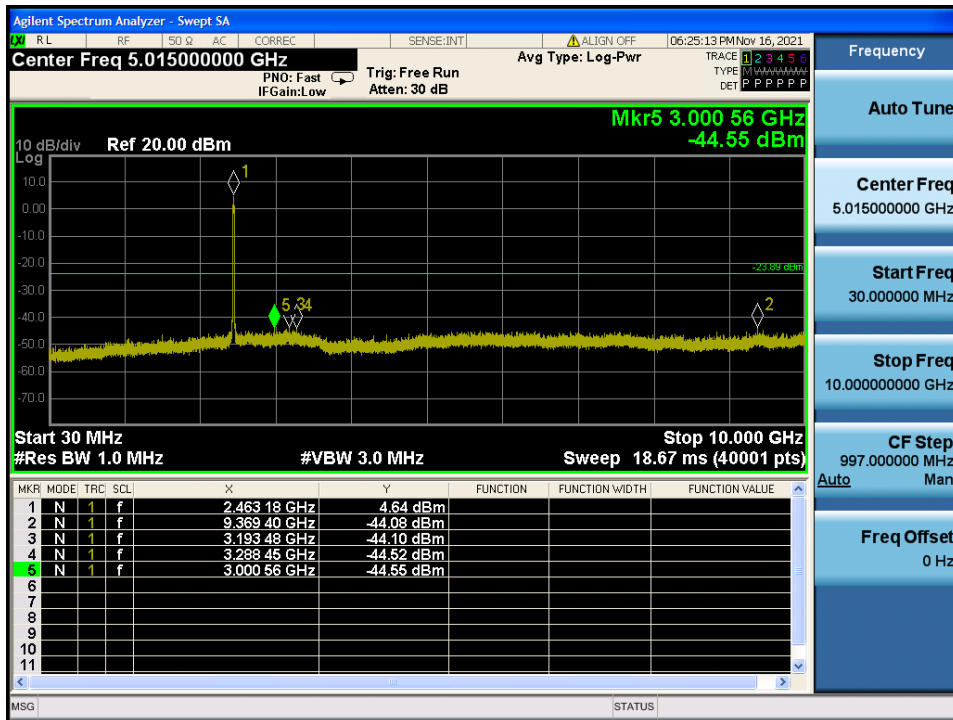 Agilent Spectrum Analyzer - Swept SA
LXI RL RF 50 Ω AC CORREC SENSE:INT ALIGN OFF 06:25:13 PM Nov 16, 2021
Center Freq 5.015000000 GHz
PNO: Fast
IFGain:Low
Trig: Free Run
Atten: 30 dB
Avg Type: Log-Pwr
TRACE 1 2 3 4 5 6
TYPE M
DET P P P P P P
Mkr5 3.000 56 GHz
-44.55 dBm
10 dB/div Ref 20.00 dBm
Log
10.0
0.00
-10.0
-20.0
-30.0
-40.0
-50.0
-60.0
-70.0
1
-23.89 dBm
5 3 4
2
Start 30 MHz Stop 10.000 GHz
#Res BW 1.0 MHz #VBW 3.0 MHz Sweep 18.67 ms (40001 pts)
MKR MODE TRC SCL X Y FUNCTION FUNCTION WIDTH FUNCTION VALUE
1 N 1 f 2.463 18 GHz 4.64 dBm
2 N 1 f 9.369 40 GHz -44.08 dBm
3 N 1 f 3.193 48 GHz -44.10 dBm
4 N 1 f 3.288 45 GHz -44.52 dBm
5 N 1 f 3.000 56 GHz -44.55 dBm
6
7
8
9
10
11
MSG STATUS
Frequency
Auto Tune
Center Freq
5.015000000 GHz
Start Freq
30.000000 MHz
Stop Freq
10.000000000 GHz
CF Step
997.000000 MHz
Auto Man
Freq Offset
0 Hz